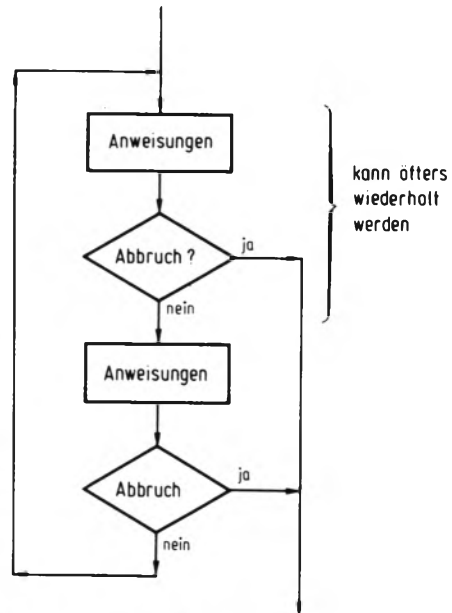 Anweisungen
kann öfters
wiederholt
werden
Abbruch ?
ja
nein
Anweisungen
Abbruch
ja
nein